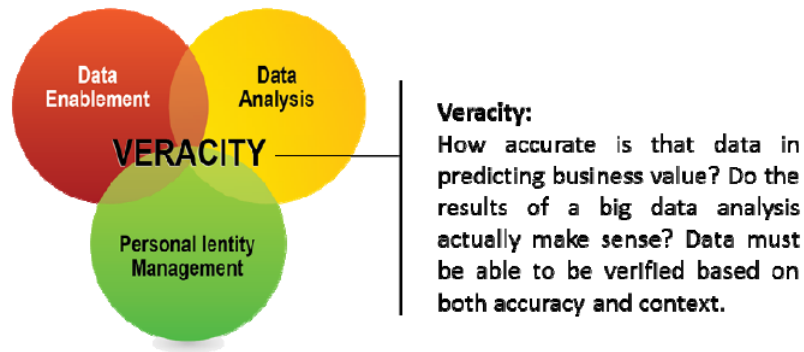 Data
Enablement
Data
Analysis
VERACITY
Personal Ientity
Management
Veracity:
How accurate is that data in
predicting business value? Do the
results of a big data analysis
actually make sense? Data must
be able to be verified based on
both accuracy and context.